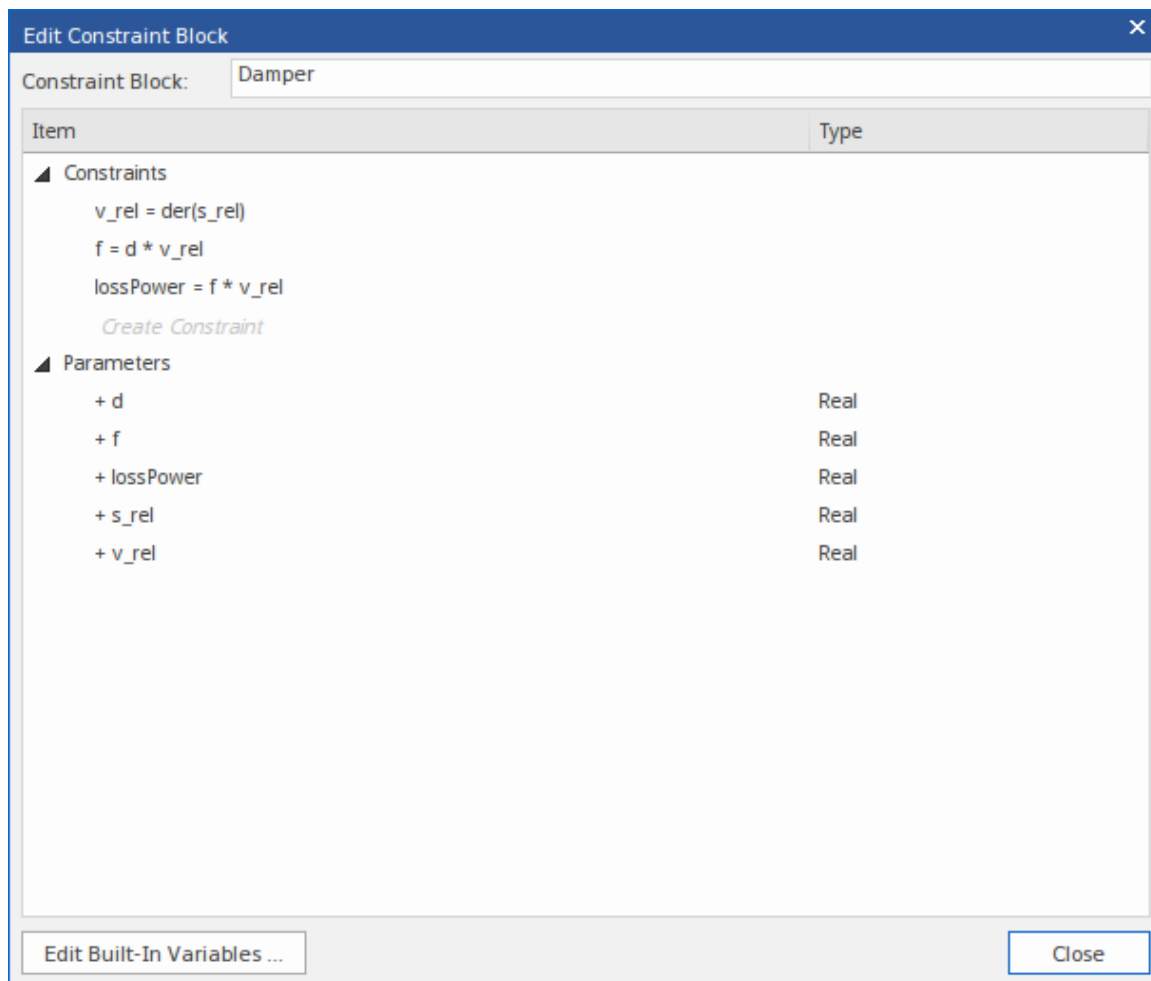 Edit Constraint Block
Constraint Block: Damper
Item Type
Constraints
v_rel = der(s_rel)
f = d * v_rel
lossPower = f * v_rel
Create Constraint
Parameters
+ d Real
+ f Real
+ lossPower Real
+ s_rel Real
+ v_rel Real
Edit Built-In Variables ... Close